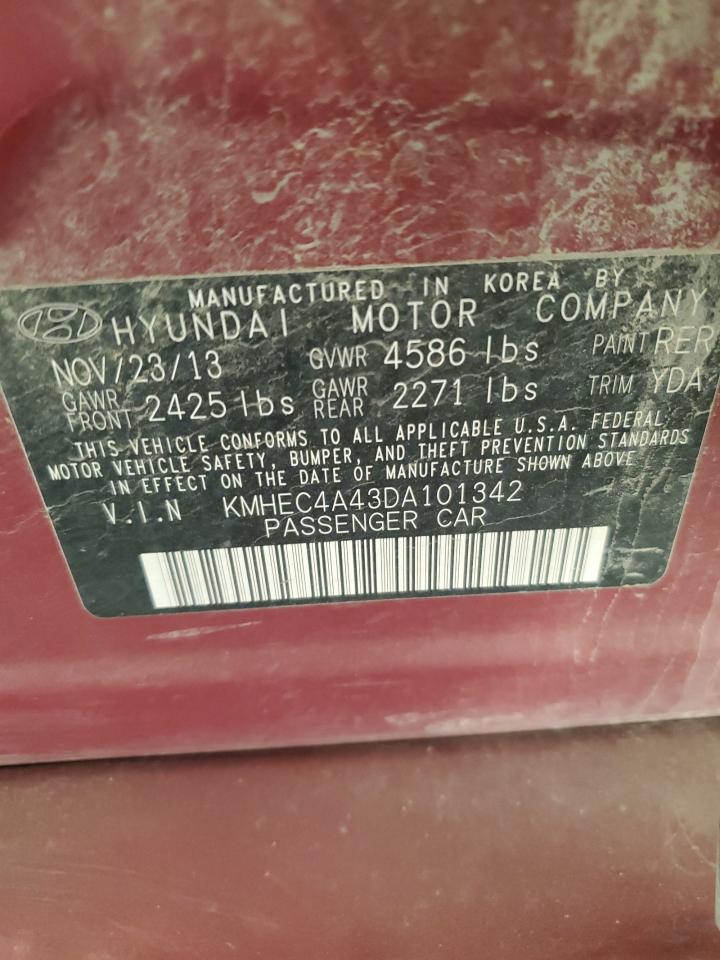 MANUFACTURED IN KOREA BY
HYUNDAI MOTOR COMPANY
NOV/23/13 GVWR 4586 lbs PAINT RER
GAWR FRONT 2425 lbs GAWR REAR 2271 lbs TRIM YDA
THIS VEHICLE CONFORMS TO ALL APPLICABLE U.S.A. FEDERAL
MOTOR VEHICLE SAFETY, BUMPER, AND THEFT PREVENTION STANDARDS
IN EFFECT ON THE DATE OF MANUFACTURE SHOWN ABOVE
V.I.N KMHEC4A43DA101342
PASSENGER CAR